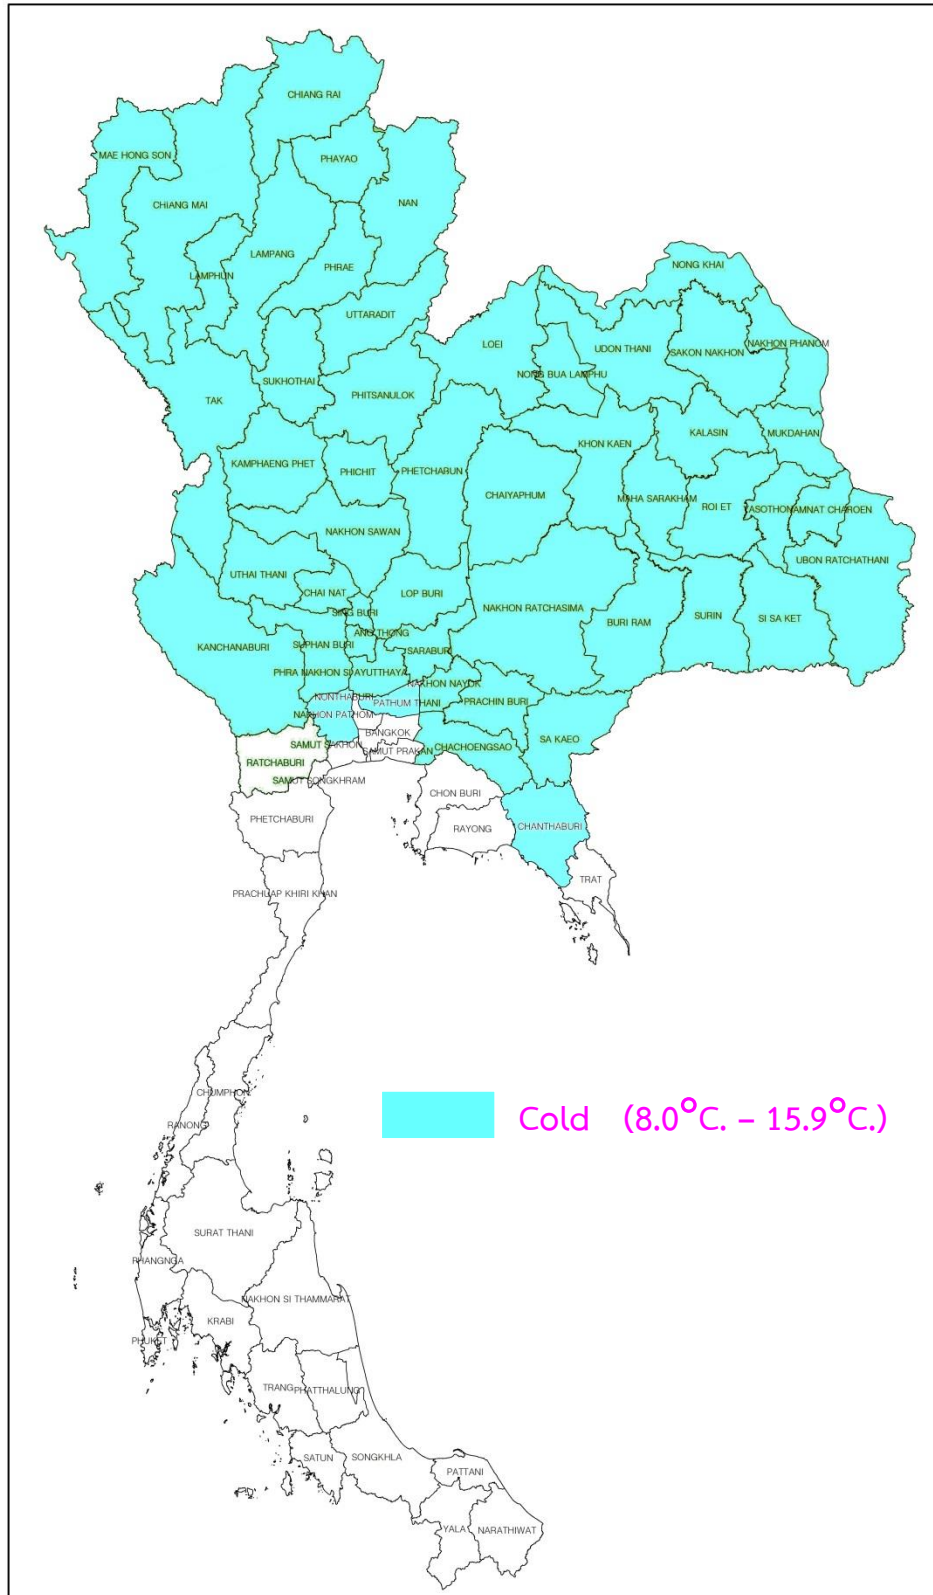 CHIANG RAI
MAE HONG SON
PHAYAO
CHIANG MAI
NAN
LAMPANG
PHRAE
LAMPHUN
NONG KHAI
UTTARADIT
LOEI
UDON THANI
SAKON NAKHON
NAKHON PHANOM
NONG BUA LAMPHU
SUKHOTHAI
PHITSANULOK
TAK
KALASIN
MUKDAHAN
KHON KAEN
KAMPHAENG PHET
PHICHIT
PHETCHABUN
CHAIYAPHUM
MAHA SARAKHAM
ROI ET
YASOTHON
AMNAT CHAROEN
NAKHON SAWAN
UBON RATCHATHANI
UTHAI THANI
CHAI NAT
LOP BURI
NAKHON RATCHASIMA
SING BURI
BURI RAM
SURIN
SI SA KET
ANG THONG
KANCHANABURI
SUPHAN BURI
SARABURI
PHRA NAKHON SI AYUTTHAYA
NAKHON NAYOK
NONTHABURI
PATHUM THANI
PRACHIN BURI
NAKHON PATHOM
BANGKOK
SA KAEO
SAMUT SAKHON
SAMUT PRAKAN
CHACHOENGSAO
RATCHABURI
SAMUT SONGKHRAM
CHON BURI
PHETCHABURI
RAYONG
CHANTHABURI
TRAT
PRACHUAP KHIRI KHAN
CHUMPHON
RANONG
Cold (8.0°C. – 15.9°C.)
SURAT THANI
PHANGNGA
NAKHON SI THAMMARAT
KRABI
PHUKET
TRANG
PHATTHALUNG
SATUN
SONGKHLA
PATTANI
YALA
NARATHIWAT